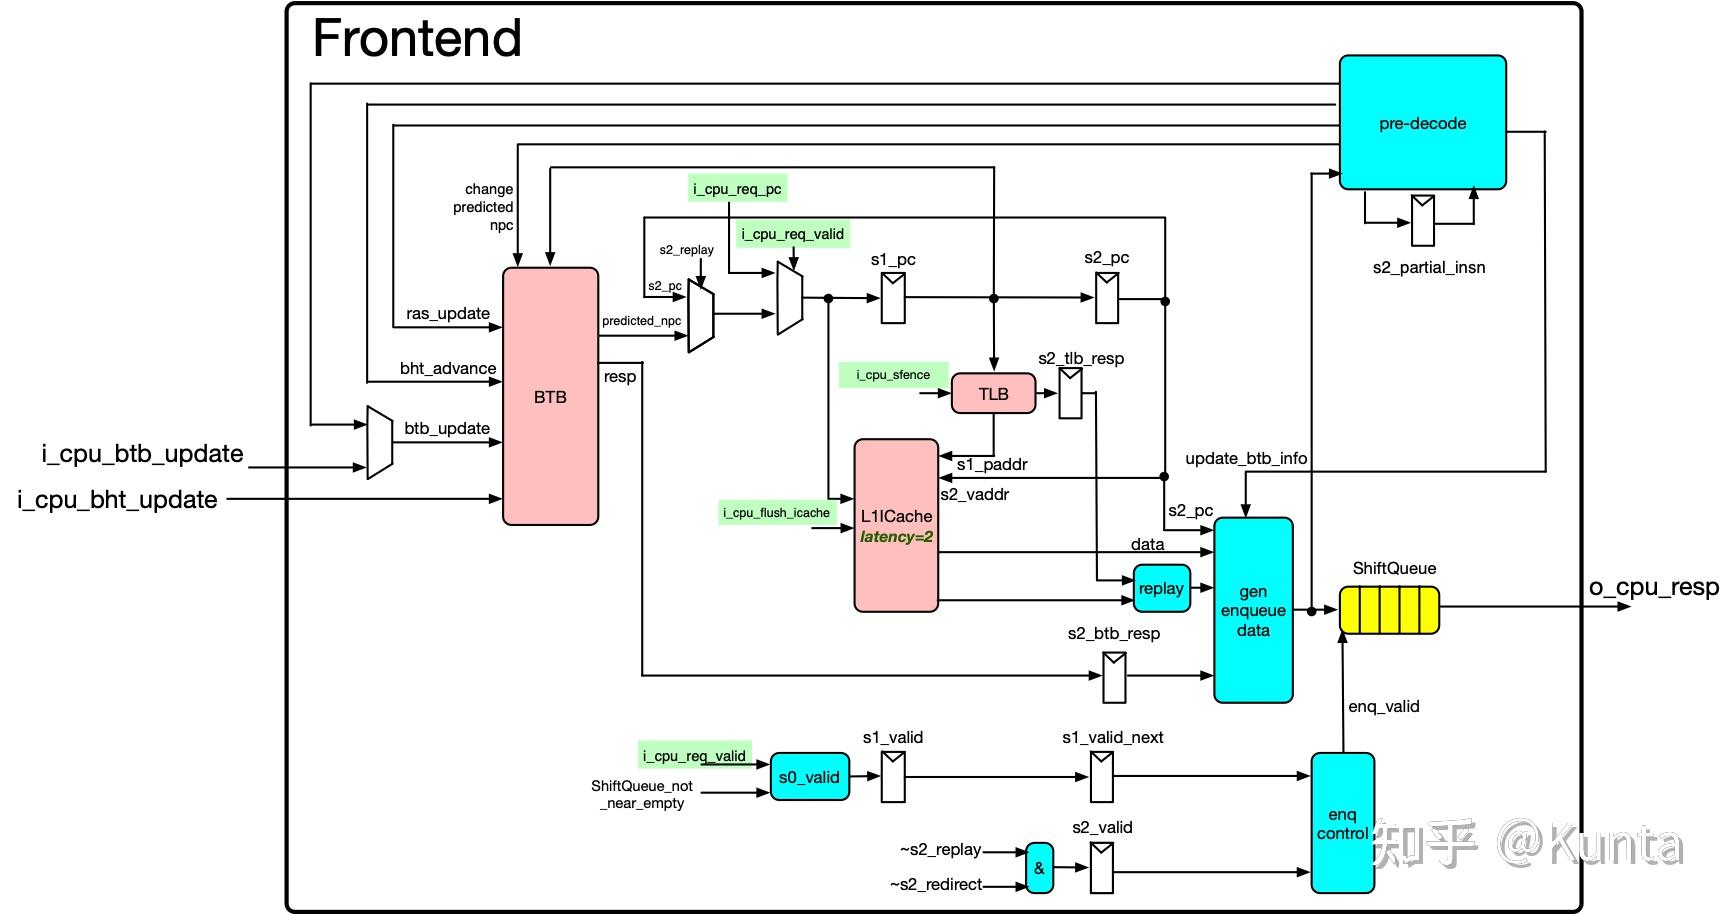 Frontend
pre-decode
i_cpu_req_pc
change
predicted
npc
i_cpu_req_valid
s2_replay
s1_pc
s2_pc
s2_partial_insn
s2_pc
ras_update
predicted_npc
s2_tlb_resp
bht_advance
resp
i_cpu_sfence
TLB
BTB
btb_update
i_cpu_btb_update
update_btb_info
s1_paddr
s2_vaddr
i_cpu_bht_update
i_cpu_flush_icache
L1ICache
latency=2
s2_pc
data
ShiftQueue
replay
o_cpu_resp
gen
enqueue
data
s2_btb_resp
enq_valid
s1_valid
s1_valid_next
i_cpu_req_valid
s0_valid
ShiftQueue_not
_near_empty
enq
control
s2_valid
~s2_replay
&
~s2_redirect
知乎 @Kunta